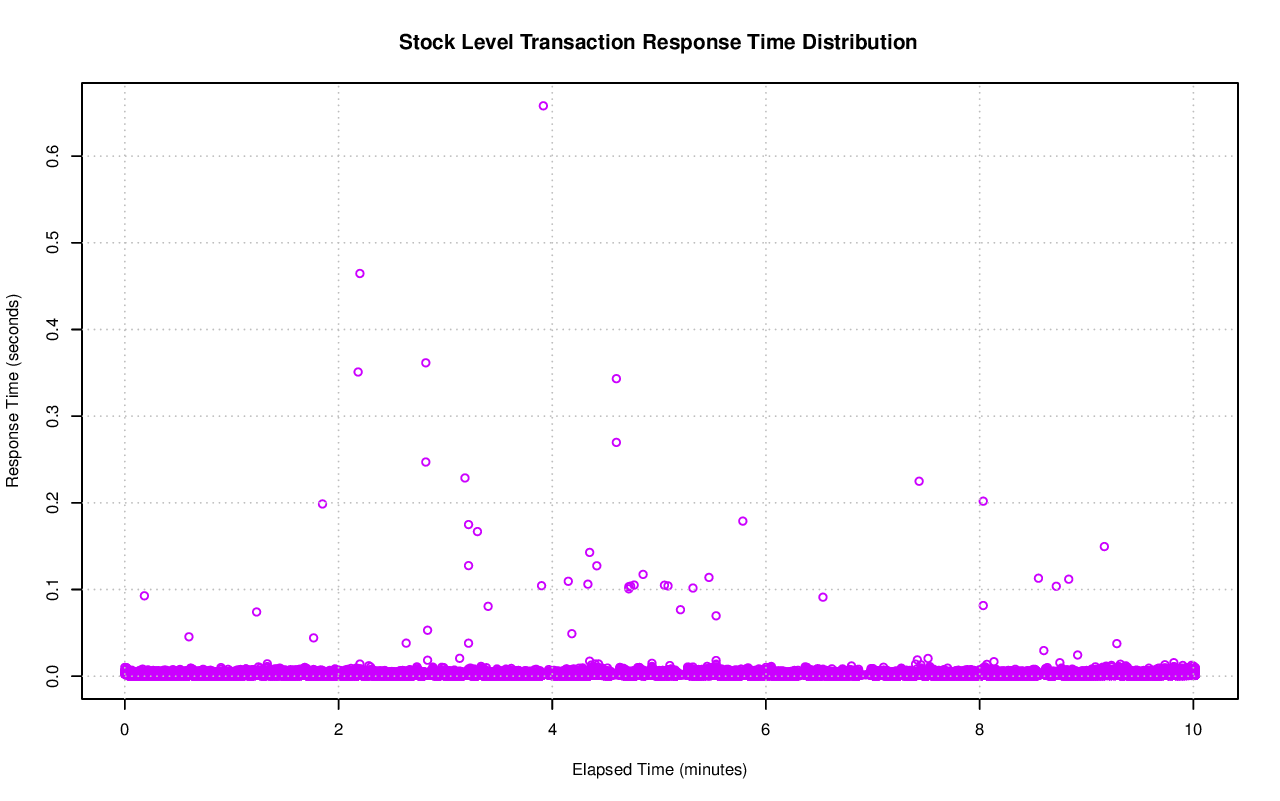 Stock Level Transaction Response Time Distribution
Response Time (seconds)
0.6
0.5
0.4
0.3
0.2
0.1
0.0
0 2 4 6 8 10
Elapsed Time (minutes)